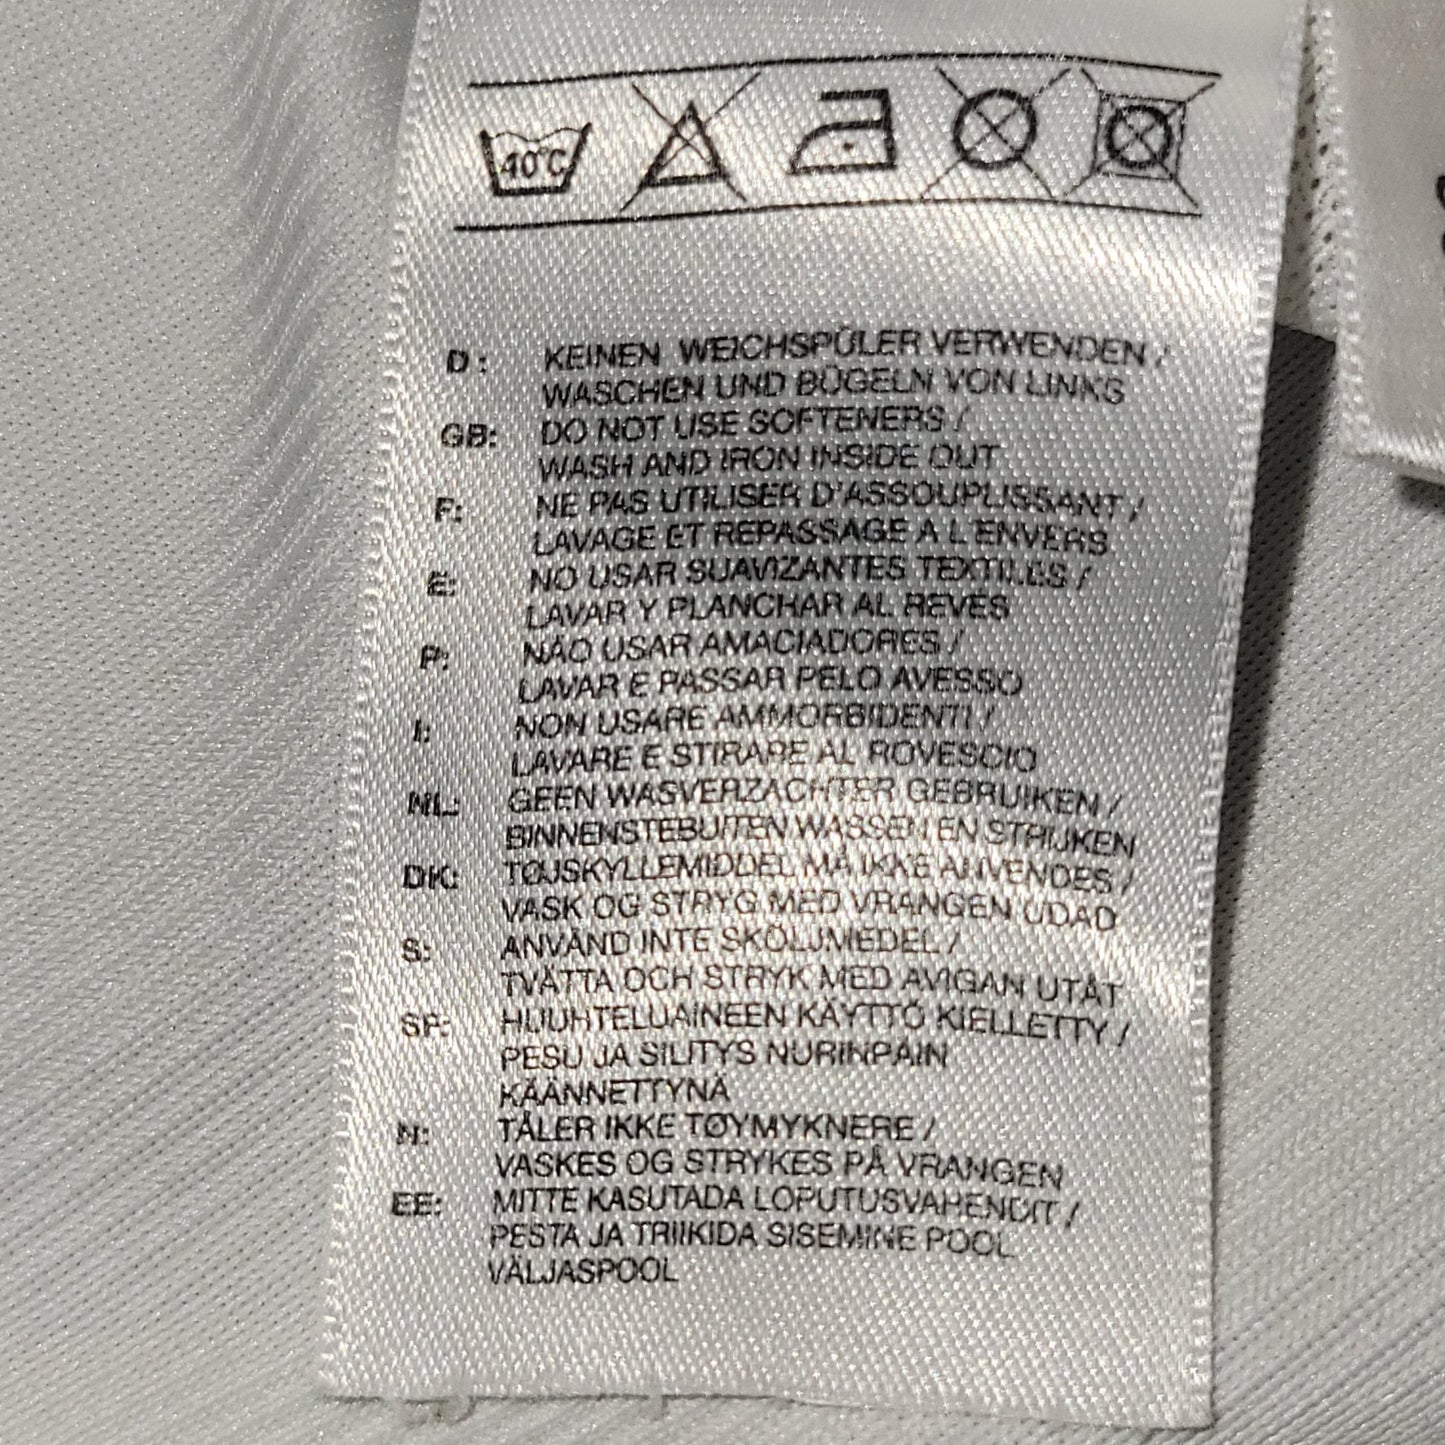 40°C
D: KEINEN WEICHSPÜLER VERWENDEN /
WASCHEN UND BÜGELN VON LINKS
GB: DO NOT USE SOFTENERS /
WASH AND IRON INSIDE OUT
F: NE PAS UTILISER D'ASSOUPLISSANT /
LAVAGE ET REPASSAGE A L'ENVERS
E: NO USAR SUAVIZANTES TEXTILES /
LAVAR Y PLANCHAR AL REVÉS
P: NÃO USAR AMACIADORES /
LAVAR E PASSAR PELO AVESSO
I: NON USARE AMMORBIDENTI /
LAVARE E STIRARE AL ROVESCIO
NL: GEEN WASVERZACHTER GEBRUIKEN /
BINNENSTEBUITEN WASSEN EN STRIJKEN
DK: TØJSKYLLEMIDDEL MÅ IKKE ANVENDES /
VASK OG STRYG MED VRANGEN UDAD
S: ANVÄND INTE SKÖLJMEDEL /
TVÄTTA OCH STRYK MED AVIGAN UTÅT
SF: HUUHTELUAINEEN KÄYTTÖ KIELLETTY /
PESU JA SILITYS NURINPÄIN
KÄÄNNETTYNÄ
N: TÅLER IKKE TØYMYKNERE /
VASKES OG STRYKES PÅ VRANGEN
EE: MITTE KASUTADA LOPUTUSVAHENDIT /
PESTA JA TRIIKIDA SISEMINE POOL
VÄLJASPOOL